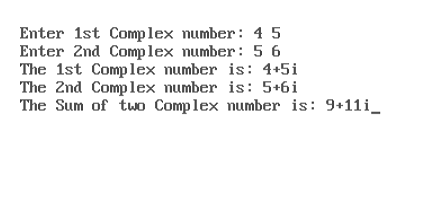 Enter 1st Complex number: 4 5
Enter 2nd Complex number: 5 6
The 1st Complex number is: 4+5i
The 2nd Complex number is: 5+6i
The Sum of two Complex number is: 9+11i_